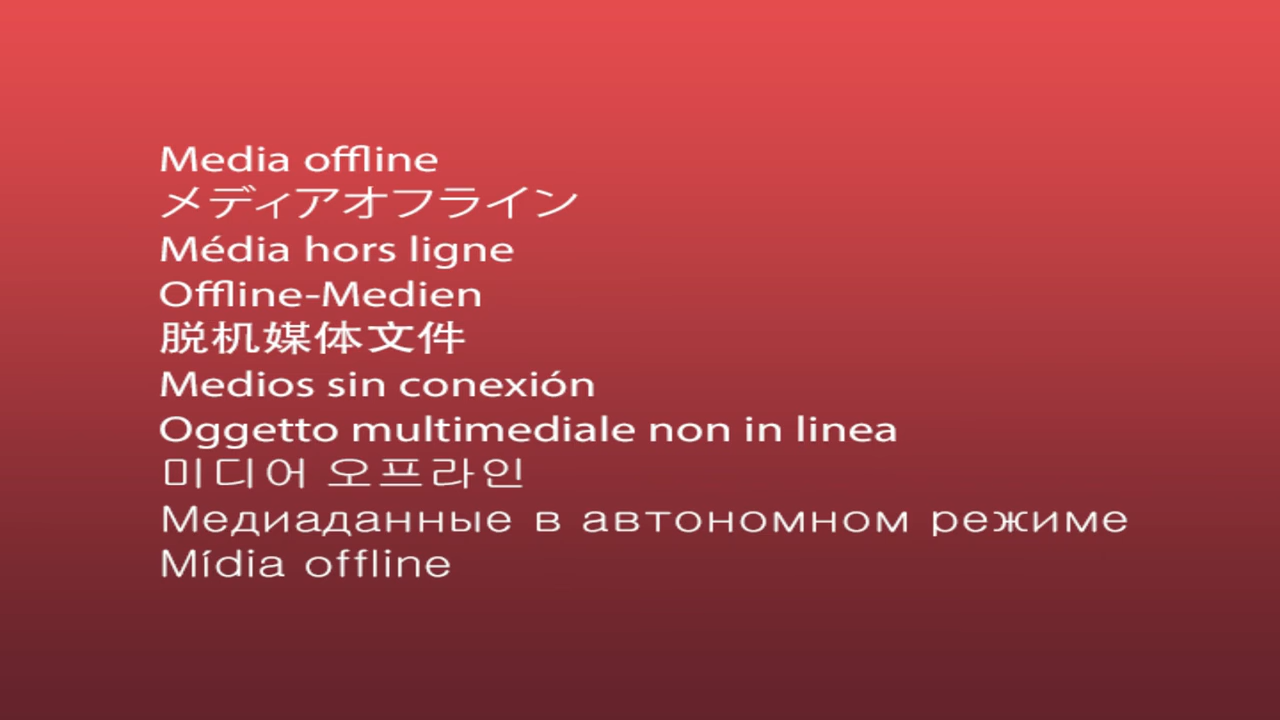 Media offline
メディアオフライン
Média hors ligne
Offline-Medien
脱机媒体文件
Medios sin conexión
Oggetto multimediale non in linea
미디어 오프라인
Медиаданные в автономном режиме
Mídia offline